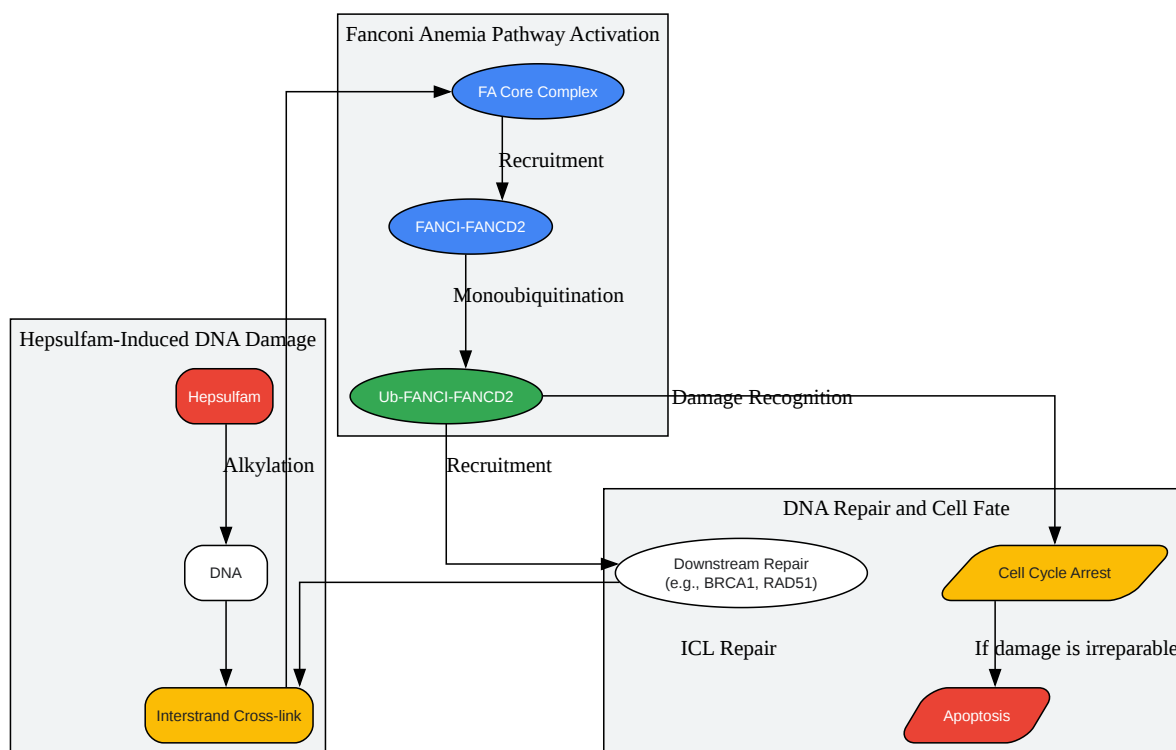 Fanconi Anemia Pathway Activation
FA Core Complex
Recruitment
FANCI-FANCD2
Monoubiquitination
Hepsulfam-Induced DNA Damage
Hepsulfam
Ub-FANCI-FANCD2
Damage Recognition
Alkylation
Recruitment
DNA Repair and Cell Fate
DNA
Downstream Repair
(e.g., BRCA1, RAD51)
Cell Cycle Arrest
ICL Repair
If damage is irreparable
Interstrand Cross-link
Apoptosis